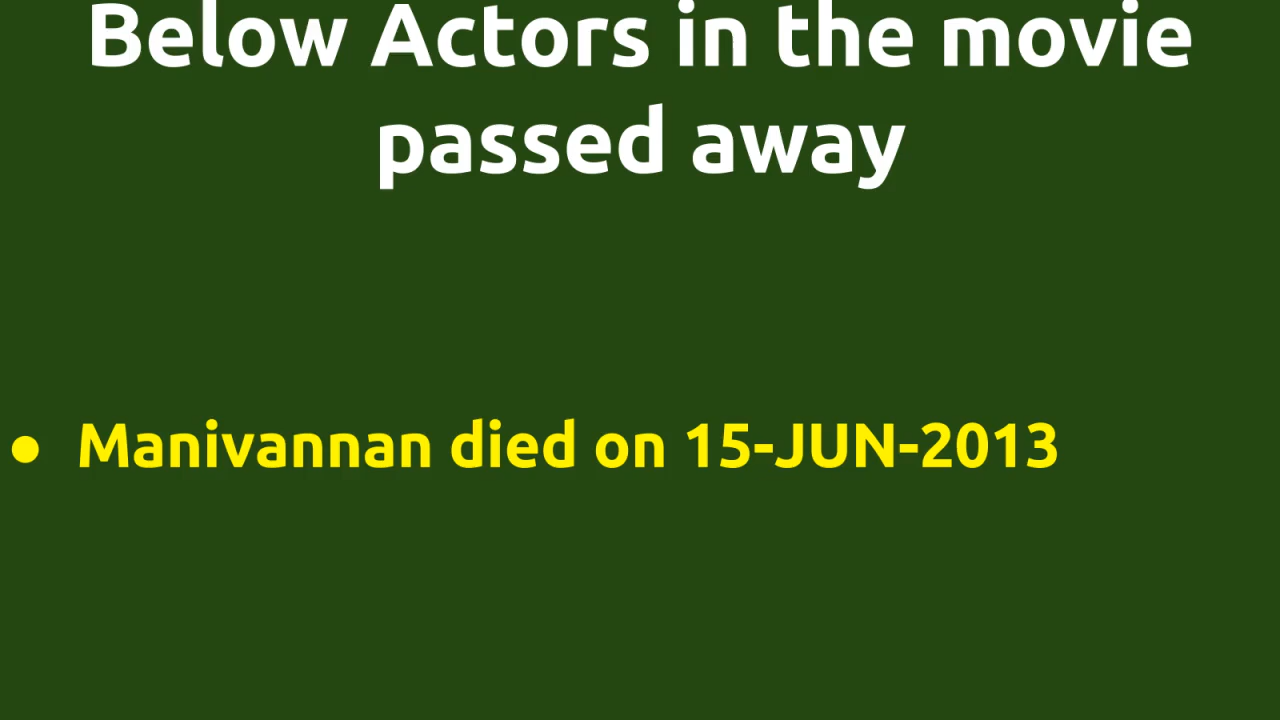 Below Actors in the movie
passed away
● Manivannan died on 15-JUN-2013